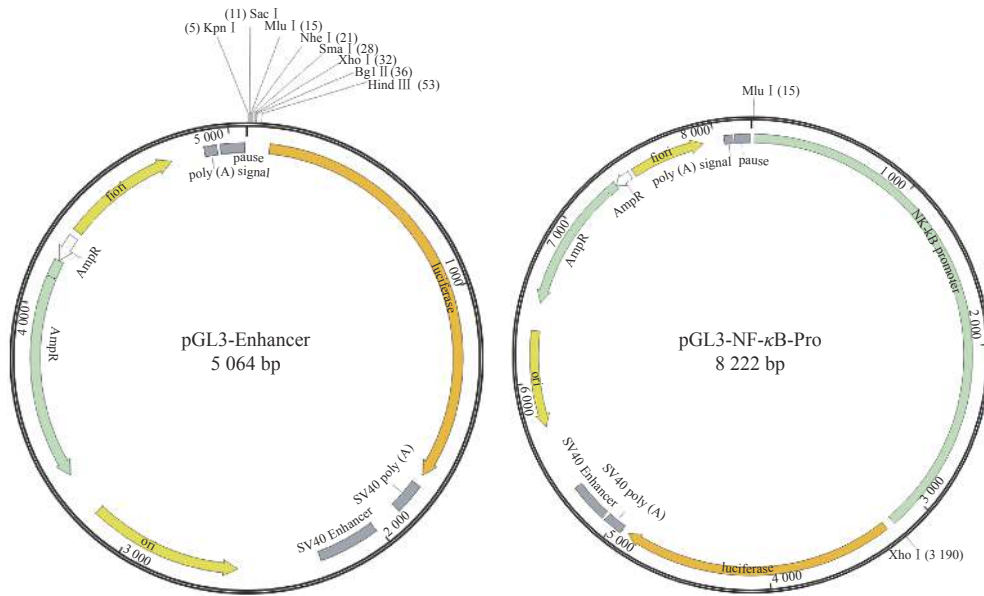 (11) Sac I
(5) Kpn I
Mlu I (15)
Nhe I (21)
Sma I (28)
Xho I (32)
Bgl II (36)
Hind III (53)
5 000
pause
poly (A) signal
fiori
AmpR
4 000
AmpR
1 000
luciferase
pGL3-Enhancer
5 064 bp
SV40 poly (A)
2 000
SV40 Enhancer
ori
3 000
Mlu I (15)
8 000
fiori
poly (A) signal
pause
AmpR
7 000
AmpR
1 000
NK-kB promoter
2 000
pGL3-NF-κB-Pro
8 222 bp
ori
6 000
SV40 Enhancer
SV40 poly (A)
5 000
3 000
Xho I (3 190)
luciferase
4 000